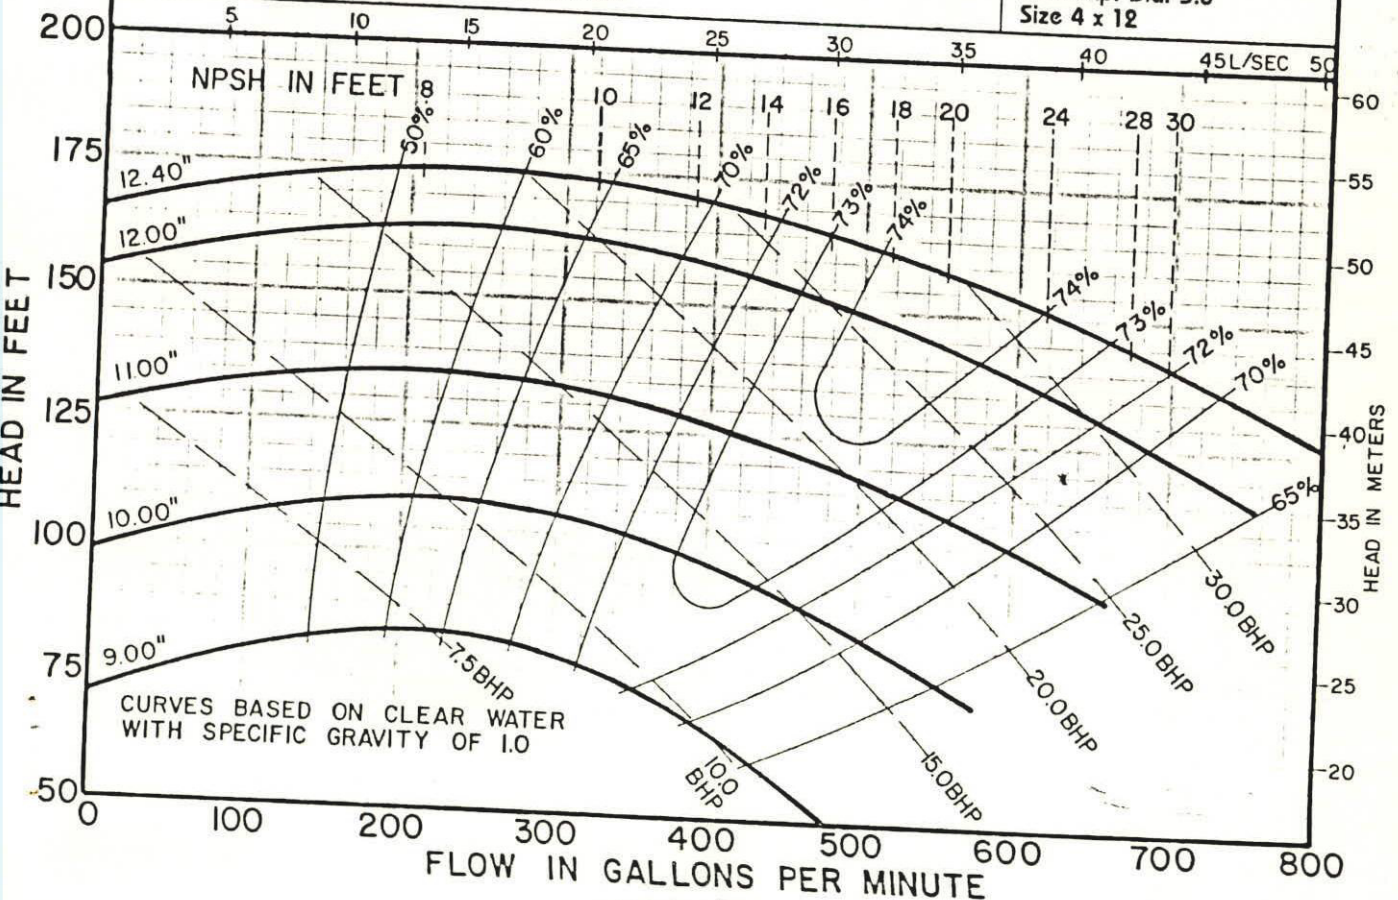 Size 4 x 12
5 10 15 20 25 30 35 40 45 L/SEC 50
200
NPSH IN FEET 8 10 12 14 16 18 20 24 28 30
60
50% 60% 65% 70% 72% 73% 74%
175
12.40"
55
12.00"
150
50
74% 73% 72% 70%
45
11.00"
125
40
65%
10.00"
100
35
30
30.0 BHP
25.0 BHP
20.0 BHP
15.0 BHP
10.0
BHP
7.5 BHP
9.00"
75
25
CURVES BASED ON CLEAR WATER
WITH SPECIFIC GRAVITY OF 1.0
20
50
HEAD IN FEET
HEAD IN METERS
0 100 200 300 400 500 600 700 800
FLOW IN GALLONS PER MINUTE